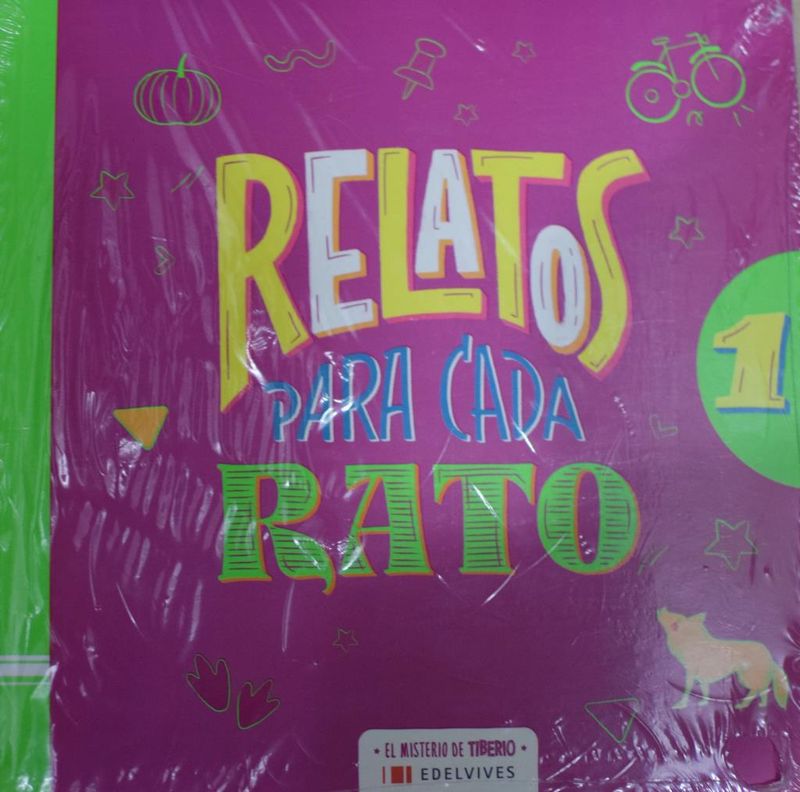 RELATOS
PARA CADA
RATO
1
EL MISTERIO DE TIBERIO
EDELVIVES